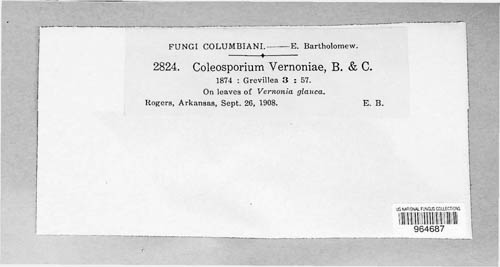 FUNGI COLUMBIANI.——E. Bartholomew.
2824. Coleosporium Vernoniae, B. & C.
1874 : Grevillea 3 : 57.
On leaves of Vernonia glauca.
Rogers, Arkansas, Sept. 26, 1908. E. B.
US NATIONAL FUNGUS COLLECTIONS
964687